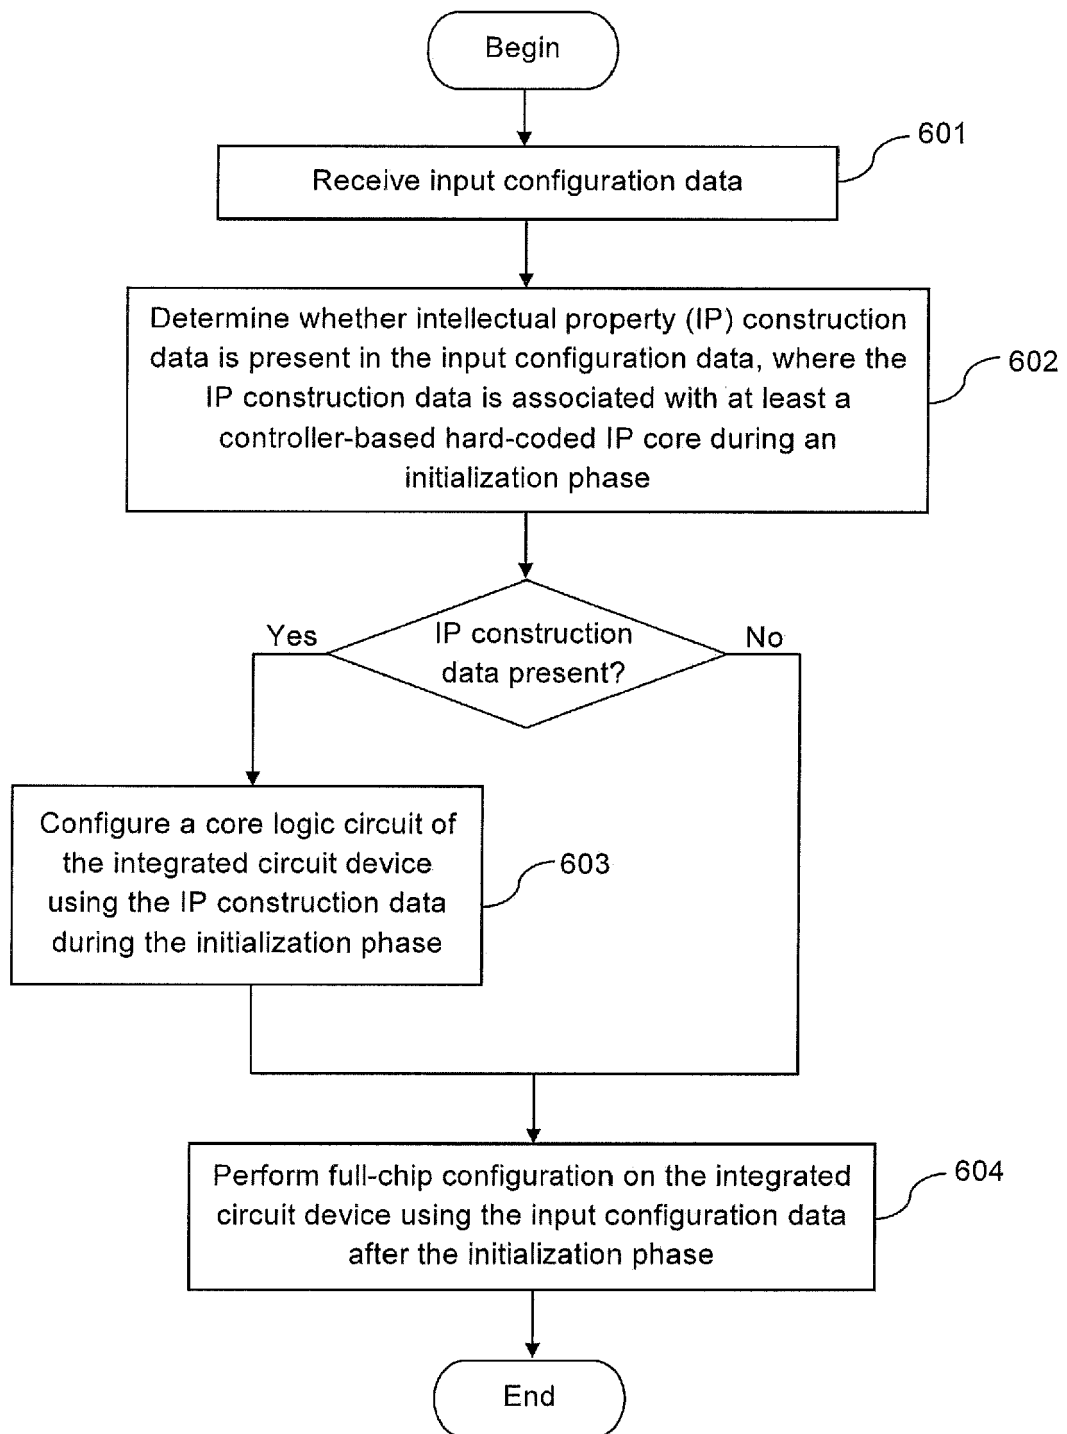 Begin
601
Receive input configuration data
Determine whether intellectual property (IP) construction
data is present in the input configuration data, where the
IP construction data is associated with at least a
controller-based hard-coded IP core during an
initialization phase
602
Yes
IP construction
data present?
No
Configure a core logic circuit of
the integrated circuit device
using the IP construction data
during the initialization phase
603
Perform full-chip configuration on the integrated
circuit device using the input configuration data
after the initialization phase
604
End